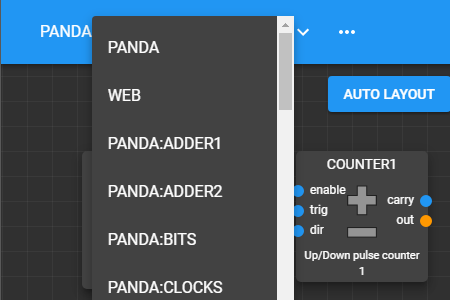 PANDA
PANDA
WEB
PANDA:ADDER1
PANDA:ADDER2
PANDA:BITS
PANDA:CLOCKS
AUTO LAYOUT
COUNTER1
enable
trig
dir
carry
out
Up/Down pulse counter
1